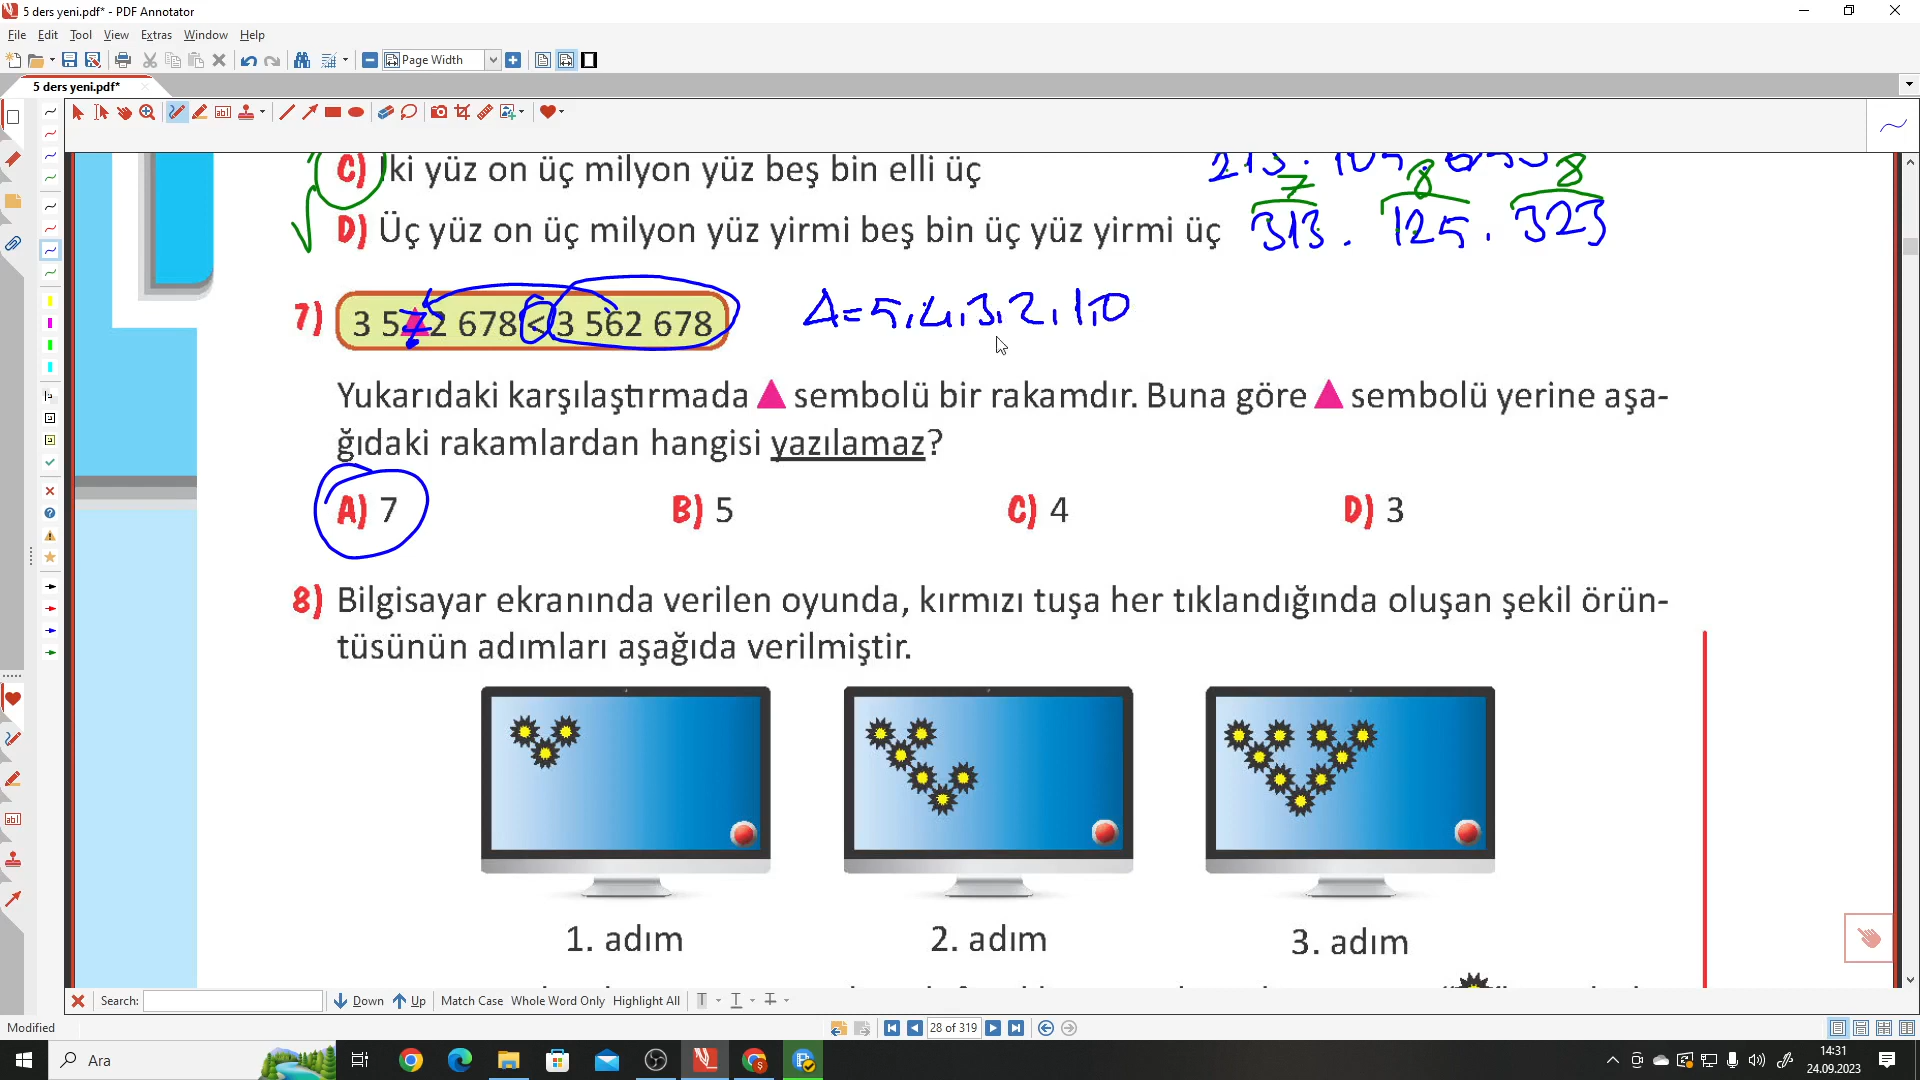 5 ders yeni.pdf* - PDF Annotator
File Edit Tool View Extras Window Help
Page Width
5 ders yeni.pdf*
C) İki yüz on üç milyon yüz beş bin elli üç
7 8 8
D) Üç yüz on üç milyon yüz yirmi beş bin üç yüz yirmi üç 313 . 125 . 323
7) 3 5▲2 678 < 3 562 678 Δ = 5, 4, 3, 2, 1, 0
7
Yukarıdaki karşılaştırmada ▲ sembolü bir rakamdır. Buna göre ▲ sembolü yerine aşa-
ğıdaki rakamlardan hangisi yazılamaz?
A) 7 B) 5 C) 4 D) 3
8) Bilgisayar ekranında verilen oyunda, kırmızı tuşa her tıklandığında oluşan şekil örün-
tüsünün adımları aşağıda verilmiştir.
1. adım 2. adım 3. adım
Search: Down Up Match Case Whole Word Only Highlight All
Modified 28 of 319
Ara 14:31
24.09.2023